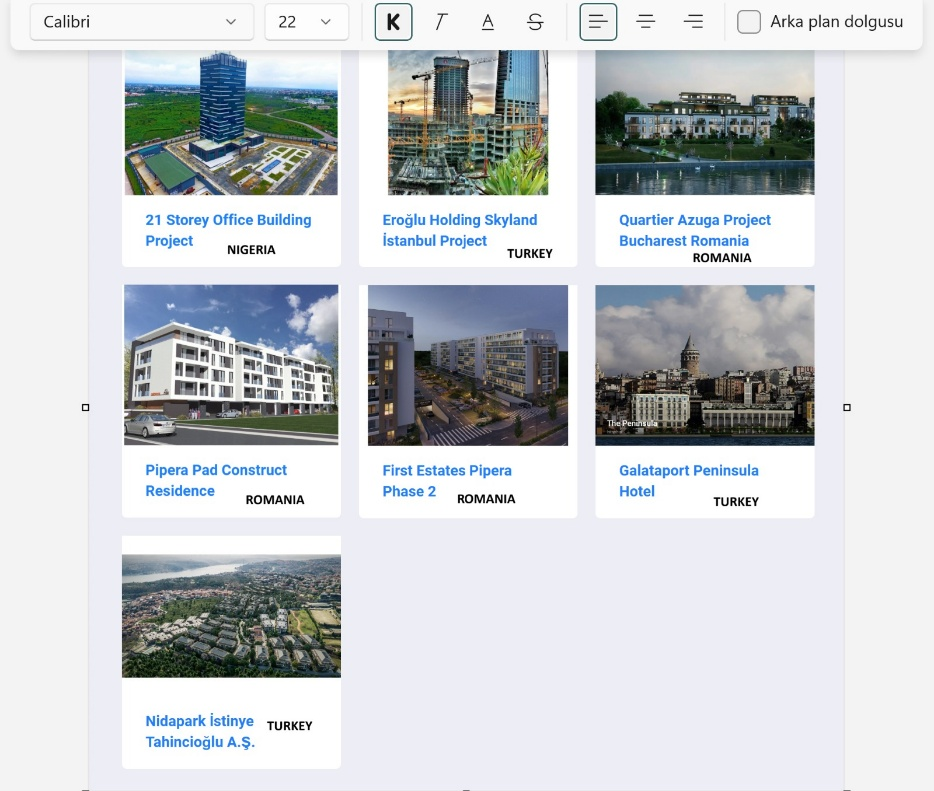 Calibri
22
K T A S
Arka plan dolgusu
21 Storey Office Building
Project
NIGERIA
Eroğlu Holding Skyland
İstanbul Project
TURKEY
Quartier Azuga Project
Bucharest Romania
ROMANIA
Pipera Pad Construct
Residence
ROMANIA
First Estates Pipera
Phase 2
ROMANIA
The Peninsula
Galataport Peninsula
Hotel
TURKEY
Nidapark İstinye
Tahincioğlu A.Ş.
TURKEY